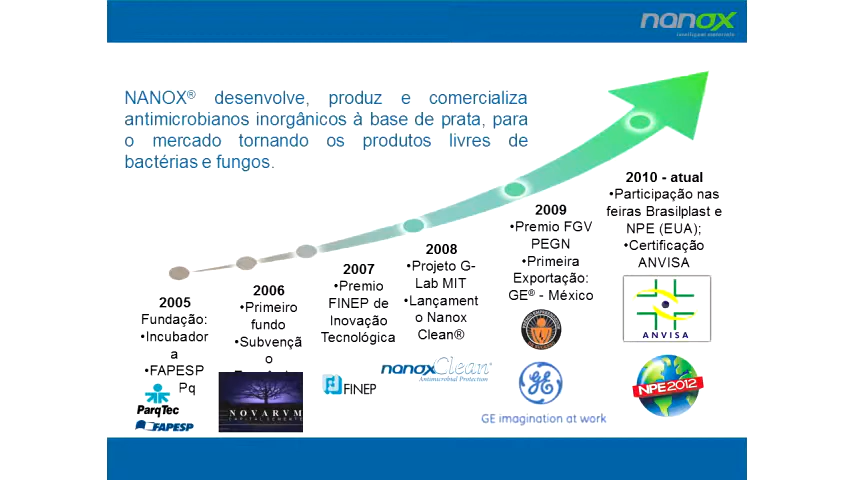 nanox
NANOX® desenvolve, produz e comercializa
antimicrobianos inorgânicos à base de prata, para
o mercado tornando os produtos livres de
bactérias e fungos.
2005
Fundação:
•Incubador
a
•FAPESP
Pq
ParqTec
FAPESP
2006
•Primeiro
fundo
•Subvençã
o
NOVARVM
2007
•Premio
FINEP de
Inovação
Tecnológica
FINEP
2008
•Projeto G-
Lab MIT
•Lançament
o Nanox
Clean®
nanoxClean®
Antimicrobial Protection
2009
•Premio FGV
PEGN
•Primeira
Exportação:
GE® - México
GE imagination at work
2010 - atual
•Participação nas
feiras Brasilplast e
NPE (EUA);
•Certificação
ANVISA
ANVISA
NPE2012